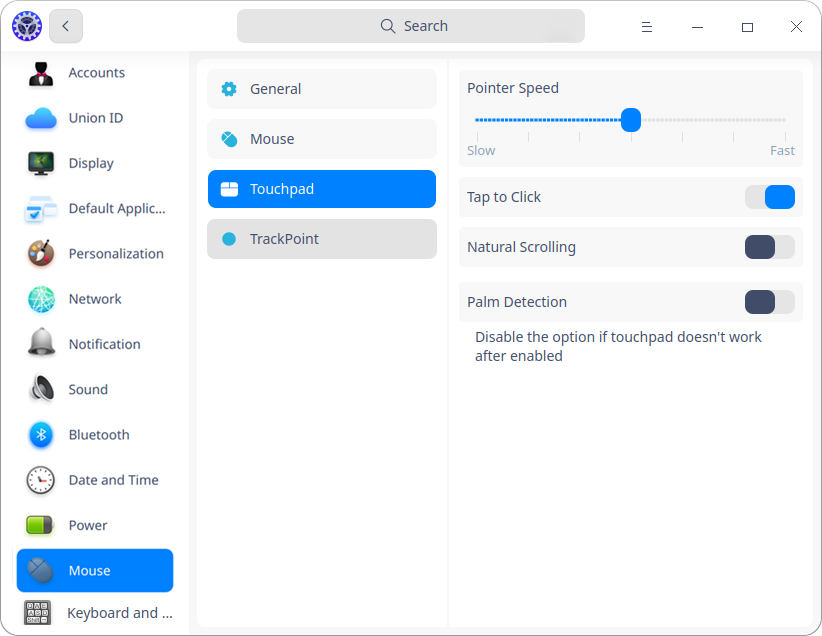 Search
Accounts
Union ID
Display
Default Applic...
Personalization
Network
Notification
Sound
Bluetooth
Date and Time
Power
Mouse
Keyboard and ...
General
Mouse
Touchpad
TrackPoint
Pointer Speed
Slow Fast
Tap to Click
Natural Scrolling
Palm Detection
Disable the option if touchpad doesn't work
after enabled